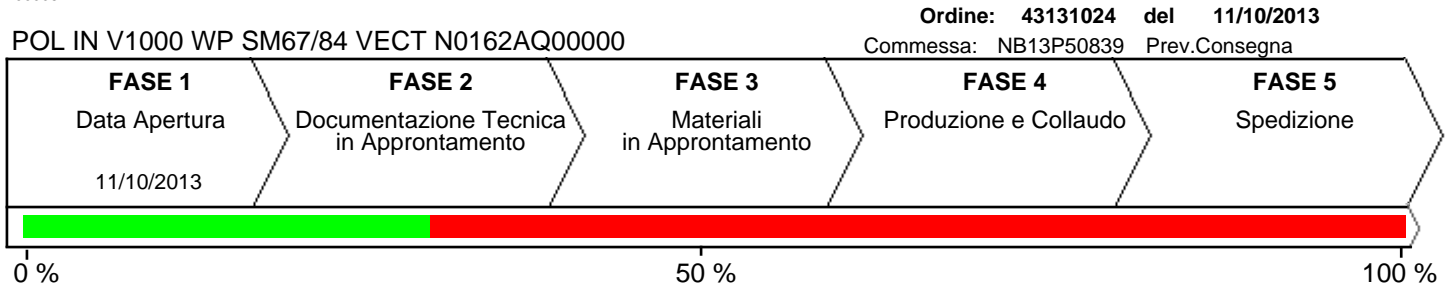 Ordine: 43131024 del 11/10/2013
POL IN V1000 WP SM67/84 VECT N0162AQ00000
Commessa: NB13P50839 Prev.Consegna
FASE 1
Data Apertura
11/10/2013
FASE 2
Documentazione Tecnica
in Approntamento
FASE 3
Materiali
in Approntamento
FASE 4
Produzione e Collaudo
FASE 5
Spedizione
0 %
50 %
100 %